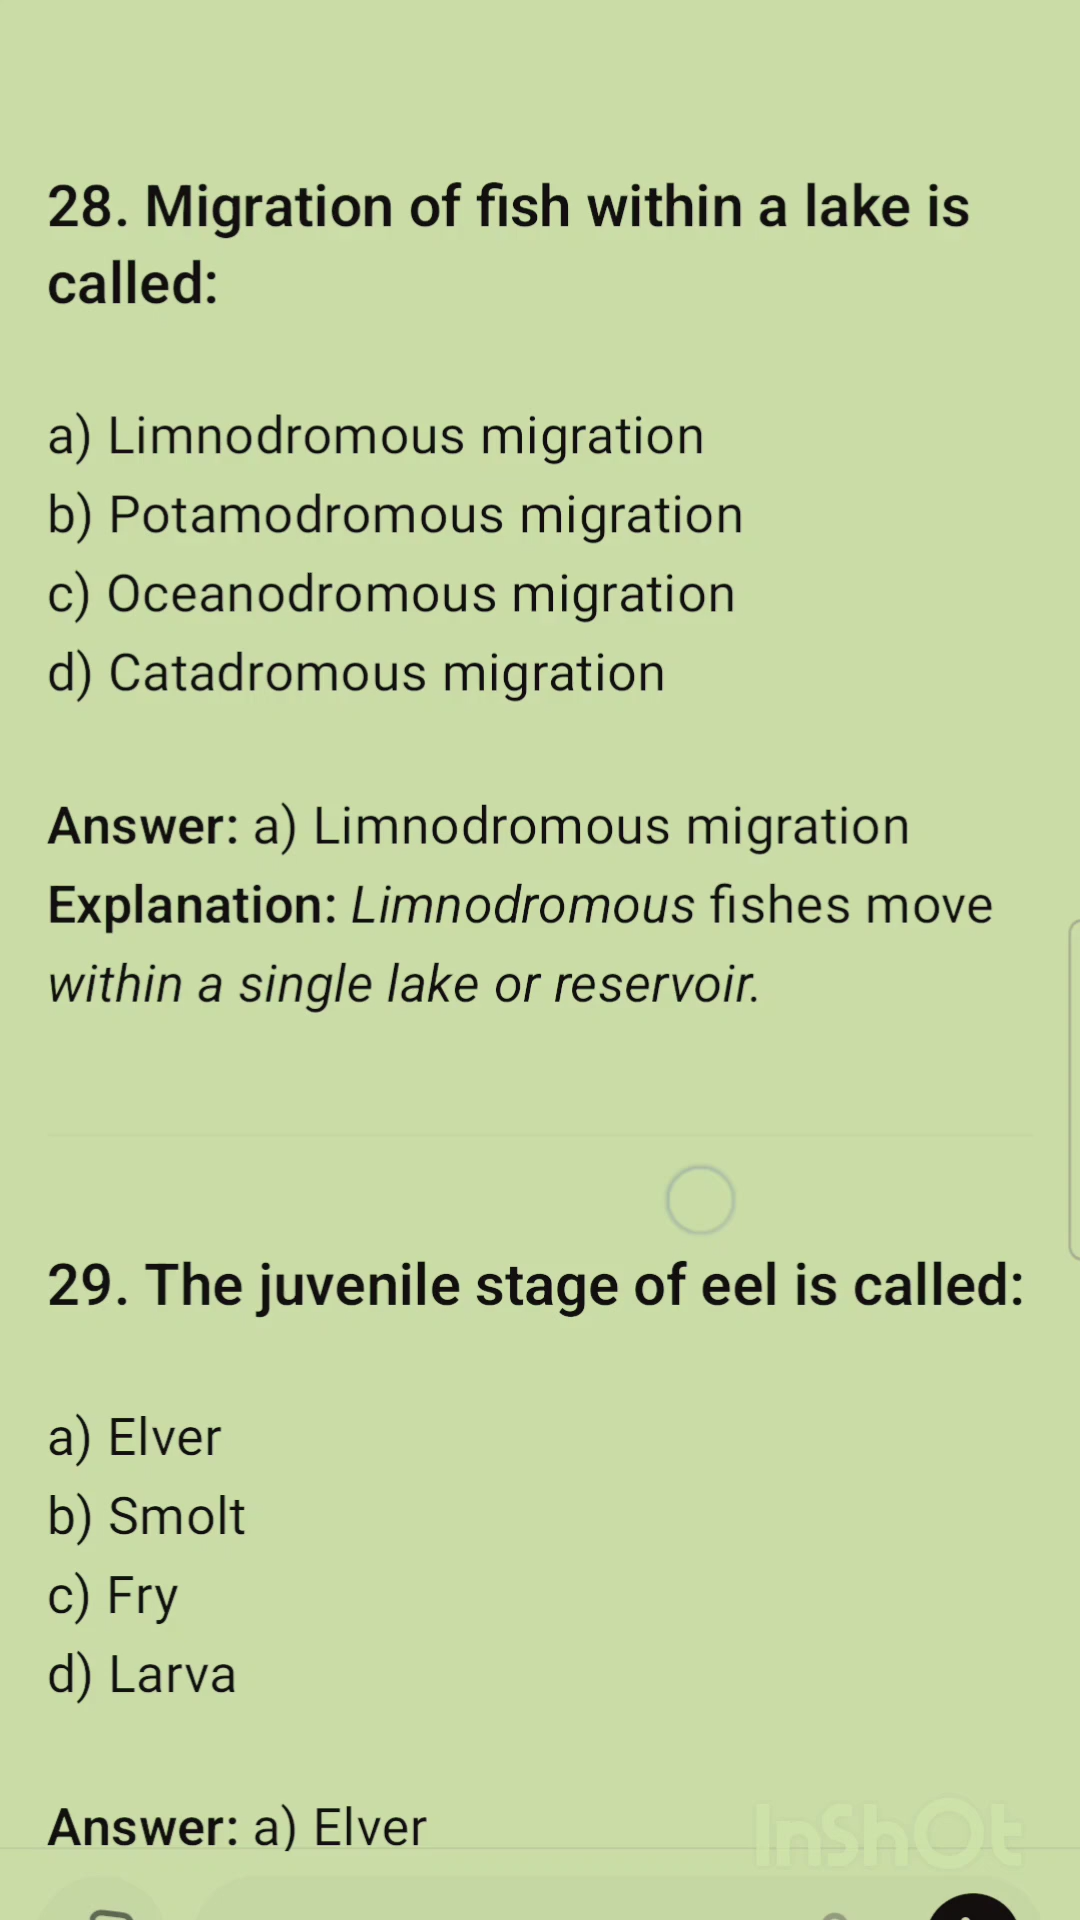 28. Migration of fish within a lake is
called:
a) Limnodromous migration
b) Potamodromous migration
c) Oceanodromous migration
d) Catadromous migration
Answer: a) Limnodromous migration
Explanation: Limnodromous fishes move
within a single lake or reservoir.
29. The juvenile stage of eel is called:
a) Elver
b) Smolt
c) Fry
d) Larva
Answer: a) Elver
InShOt